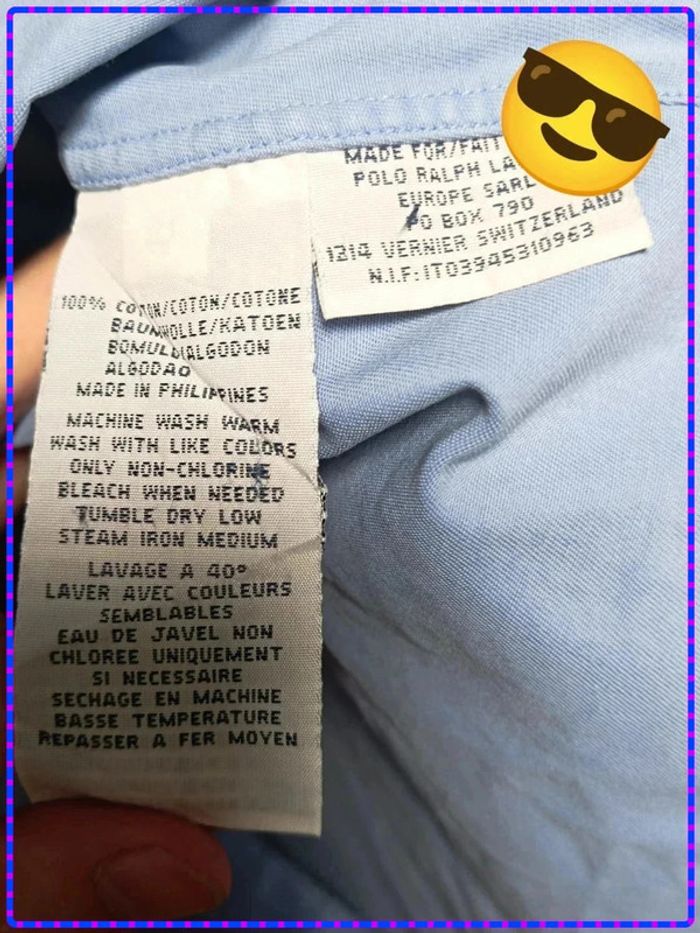 MADE FOR/FAIT
POLO RALPH LA
EUROPE SARL
PO BOX 790
1214 VERNIER SWITZERLAND
N.I.F:IT03945310963
100% COTON/COTON/COTONE
BAUMWOLLE/KATOEN
BOMULD/ALGODON
ALGODAO
MADE IN PHILIPPINES
MACHINE WASH WARM
WASH WITH LIKE COLORS
ONLY NON-CHLORINE
BLEACH WHEN NEEDED
TUMBLE DRY LOW
STEAM IRON MEDIUM
LAVAGE A 40°
LAVER AVEC COULEURS
SEMBLABLES
EAU DE JAVEL NON
CHLOREE UNIQUEMENT
SI NECESSAIRE
SECHAGE EN MACHINE
BASSE TEMPERATURE
REPASSER A FER MOYEN